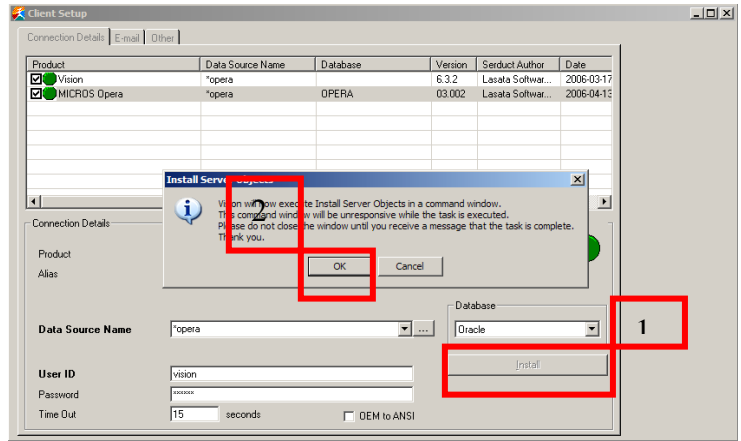 Client Setup
Connection Details E-mail Other
Product Data Source Name Database Version Serduct Author Date
Vision *opera 6.3.2 Lasata Softwar... 2006-03-17
MICROS Opera *opera OPERA 03.002 Lasata Softwar... 2006-04-13
Install Server Objects
Vision will now execute Install Server Objects in a command window.
This command window will be unresponsive while the task is executed.
Please do not close the window until you receive a message that the task is complete.
Thank you.
2
OK Cancel
Connection Details
Product
Alias
Database
Data Source Name *opera ... Oracle 1
Install
User ID vision
Password xxxxxx
Time Out 15 seconds OEM to ANSI